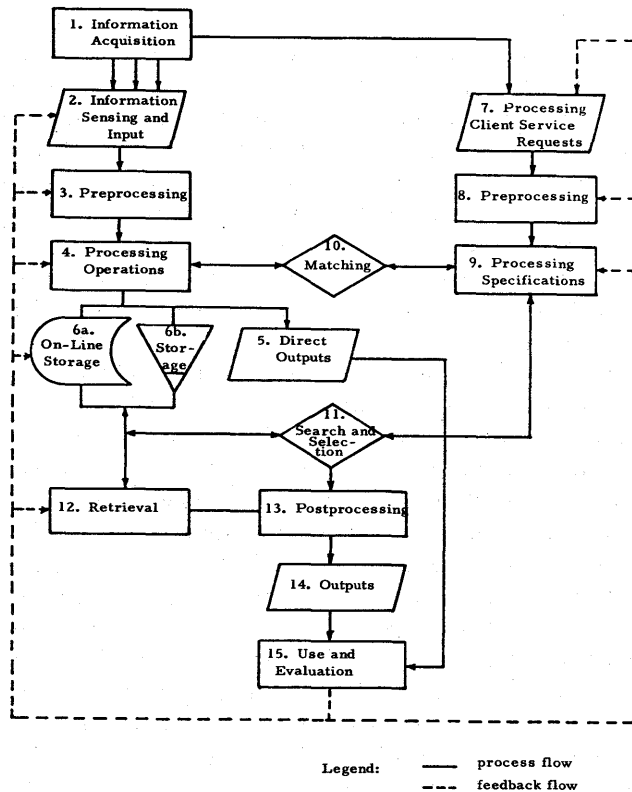 1. Information
Acquisition
2. Information
Sensing and
Input
7. Processing
Client Service
Requests
3. Preprocessing
8. Preprocessing
4. Processing
Operations
10.
Matching
9. Processing
Specifications
6a.
On-Line
Storage
6b.
Stor-
age
5. Direct
Outputs
11.
Search and
Selec-
tion
12. Retrieval
13. Postprocessing
14. Outputs
15. Use and
Evaluation
Legend:
process flow
feedback flow